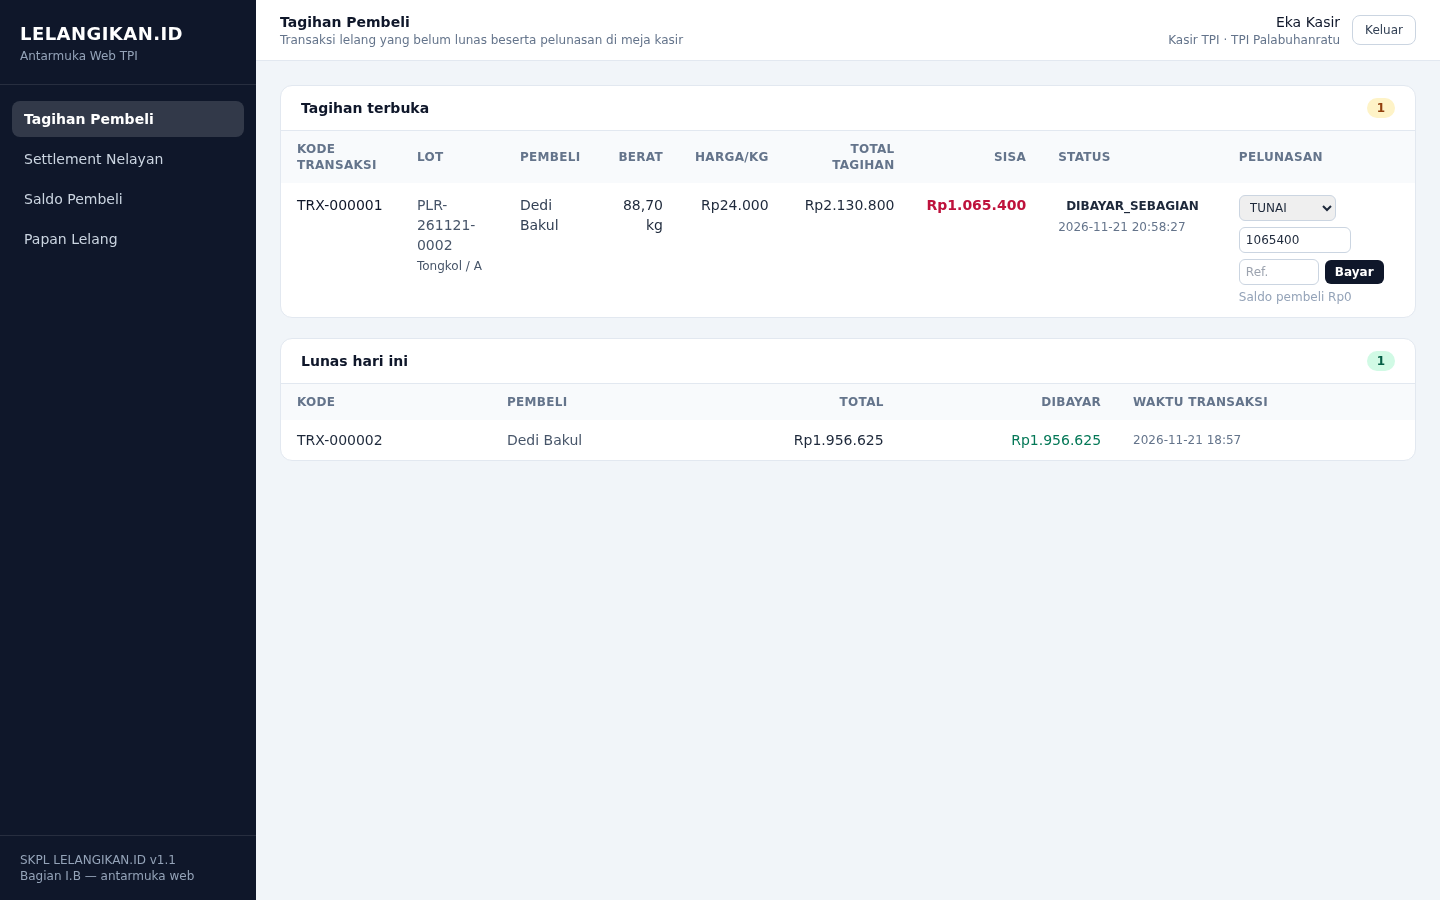 LELANGIKAN.ID
Antarmuka Web TPI
Tagihan Pembeli
Settlement Nelayan
Saldo Pembeli
Papan Lelang
SKPL LELANGIKAN.ID v1.1
Bagian I.B — antarmuka web
Tagihan Pembeli
Transaksi lelang yang belum lunas beserta pelunasan di meja kasir
Eka Kasir
Kasir TPI · TPI Palabuhanratu
Keluar
Tagihan terbuka
1
KODE TRANSAKSI LOT PEMBELI BERAT HARGA/KG TOTAL TAGIHAN SISA STATUS PELUNASAN
TRX-000001
PLR-
261121-
0002
Tongkol / A
Dedi
Bakul
88,70
kg
Rp24.000
Rp2.130.800
Rp1.065.400
DIBAYAR_SEBAGIAN
2026-11-21 20:58:27
TUNAI
1065400
Ref. Bayar
Saldo pembeli Rp0
Lunas hari ini
1
KODE PEMBELI TOTAL DIBAYAR WAKTU TRANSAKSI
TRX-000002 Dedi Bakul Rp1.956.625 Rp1.956.625 2026-11-21 18:57